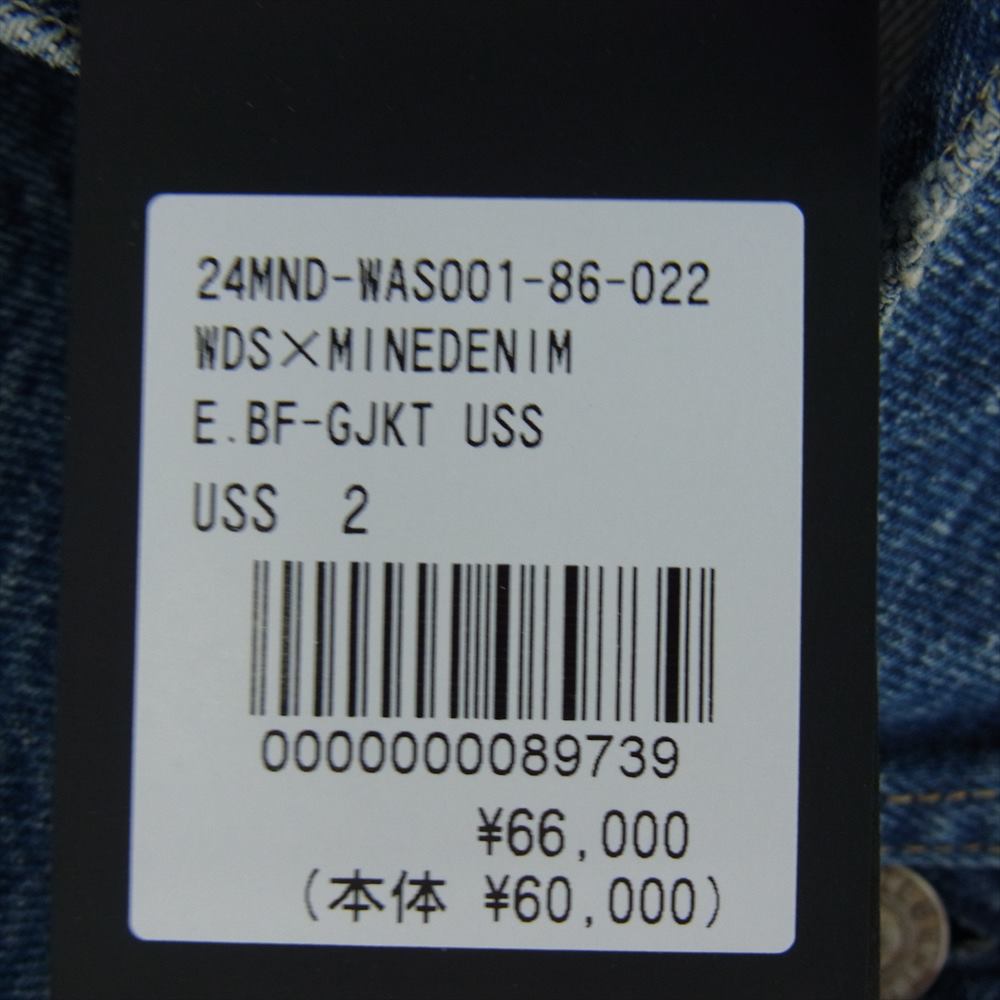 24MND-WAS001-86-022
WDS×MINEDENIM
E.BF-GJKT USS
USS 2
0000000089739
¥66,000
(本体 ¥60,000)